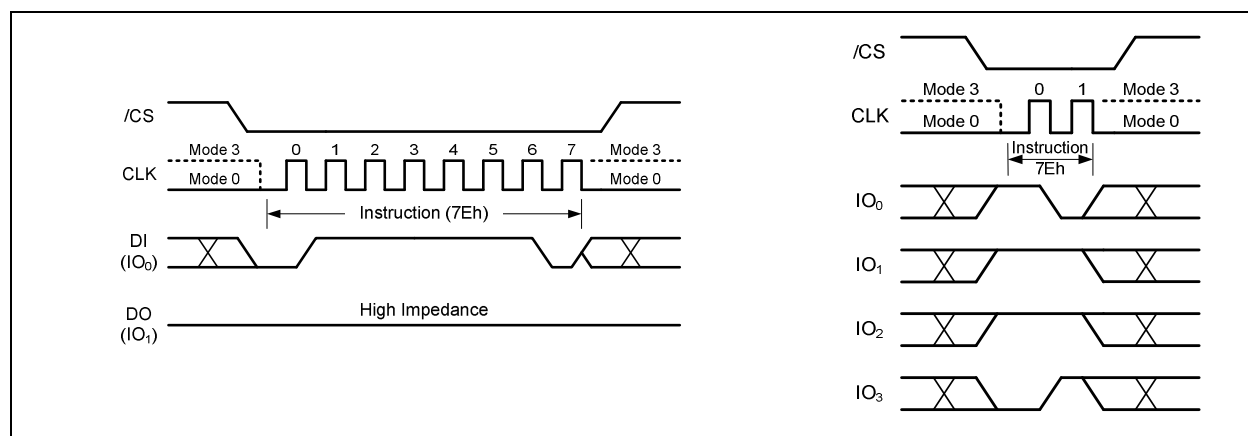 /CS
Mode 3 0 1 2 3 4 5 6 7 Mode 3
CLK Mode 0 Mode 0
Instruction (7Eh)
DI
(IO₀)
High Impedance
DO
(IO₁)
/CS
Mode 3 0 1 Mode 3
CLK Mode 0 Mode 0
Instruction
7Eh
IO₀
IO₁
IO₂
IO₃